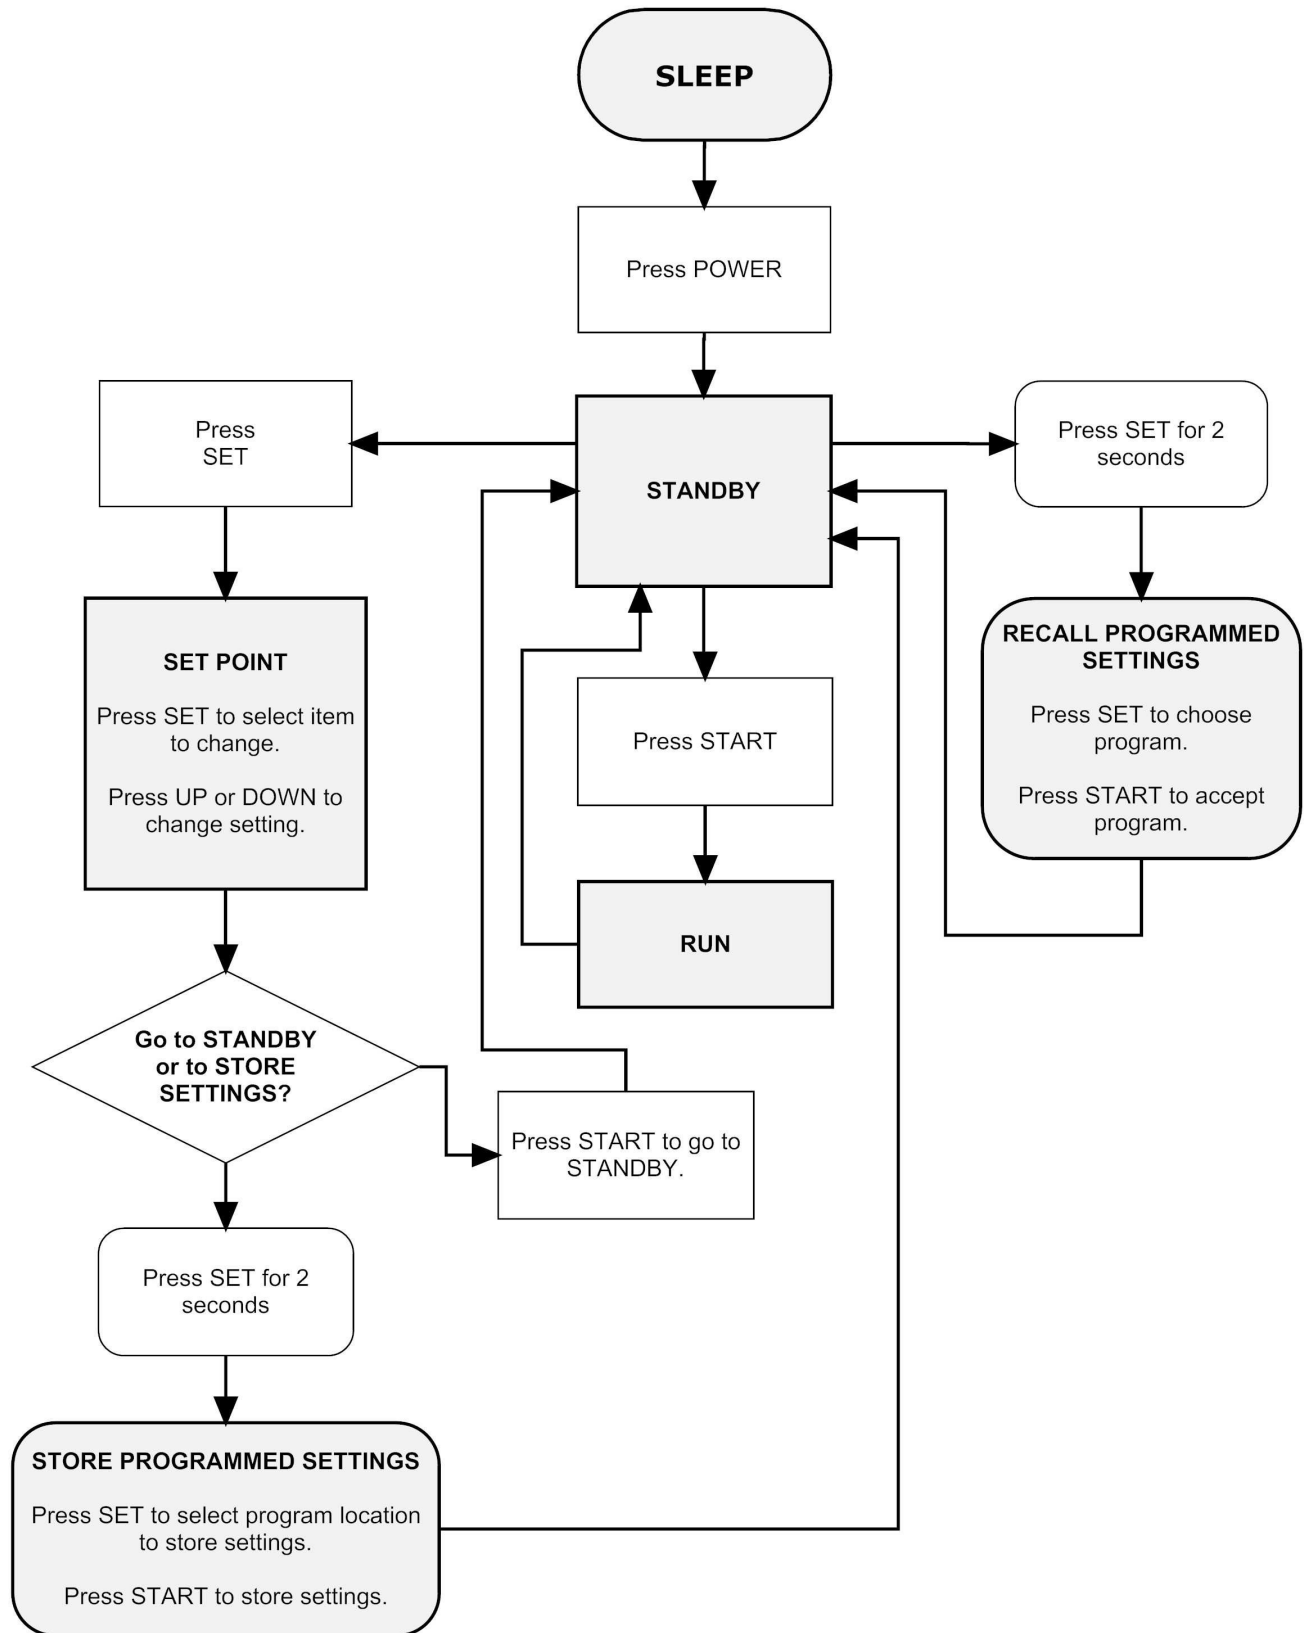 SLEEP
Press POWER
Press
SET
STANDBY
Press SET for 2
seconds
SET POINT
Press SET to select item
to change.
Press UP or DOWN to
change setting.
Press START
RECALL PROGRAMMED
SETTINGS
Press SET to choose
program.
Press START to accept
program.
RUN
Go to STANDBY
or to STORE
SETTINGS?
Press START to go to
STANDBY.
Press SET for 2
seconds
STORE PROGRAMMED SETTINGS
Press SET to select program location
to store settings.
Press START to store settings.